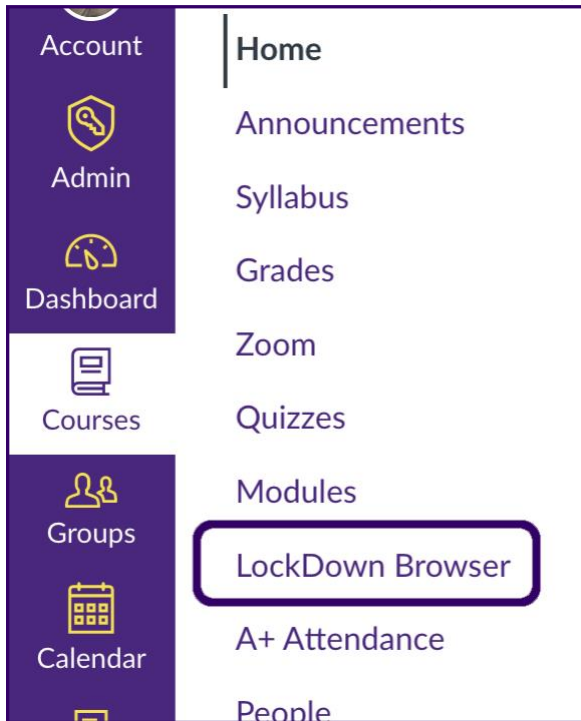 Account
Admin
Dashboard
Courses
Groups
Calendar
Home
Announcements
Syllabus
Grades
Zoom
Quizzes
Modules
LockDown Browser
A+ Attendance
People